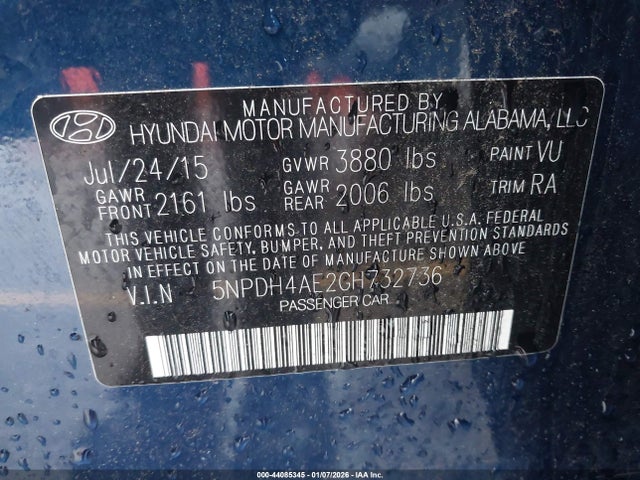 MANUFACTURED BY
HYUNDAI MOTOR MANUFACTURING ALABAMA, LLC
Jul/24/15 GVWR 3880 lbs PAINT VU
GAWR FRONT 2161 lbs GAWR REAR 2006 lbs TRIM RA
THIS VEHICLE CONFORMS TO ALL APPLICABLE U.S.A. FEDERAL
MOTOR VEHICLE SAFETY, BUMPER, AND THEFT PREVENTION STANDARDS
IN EFFECT ON THE DATE OF MANUFACTURE SHOWN ABOVE.
V.I.N 5NPDH4AE2GH732736
PASSENGER CAR
000-44085345 | 01/07/2026 - IAA Inc.